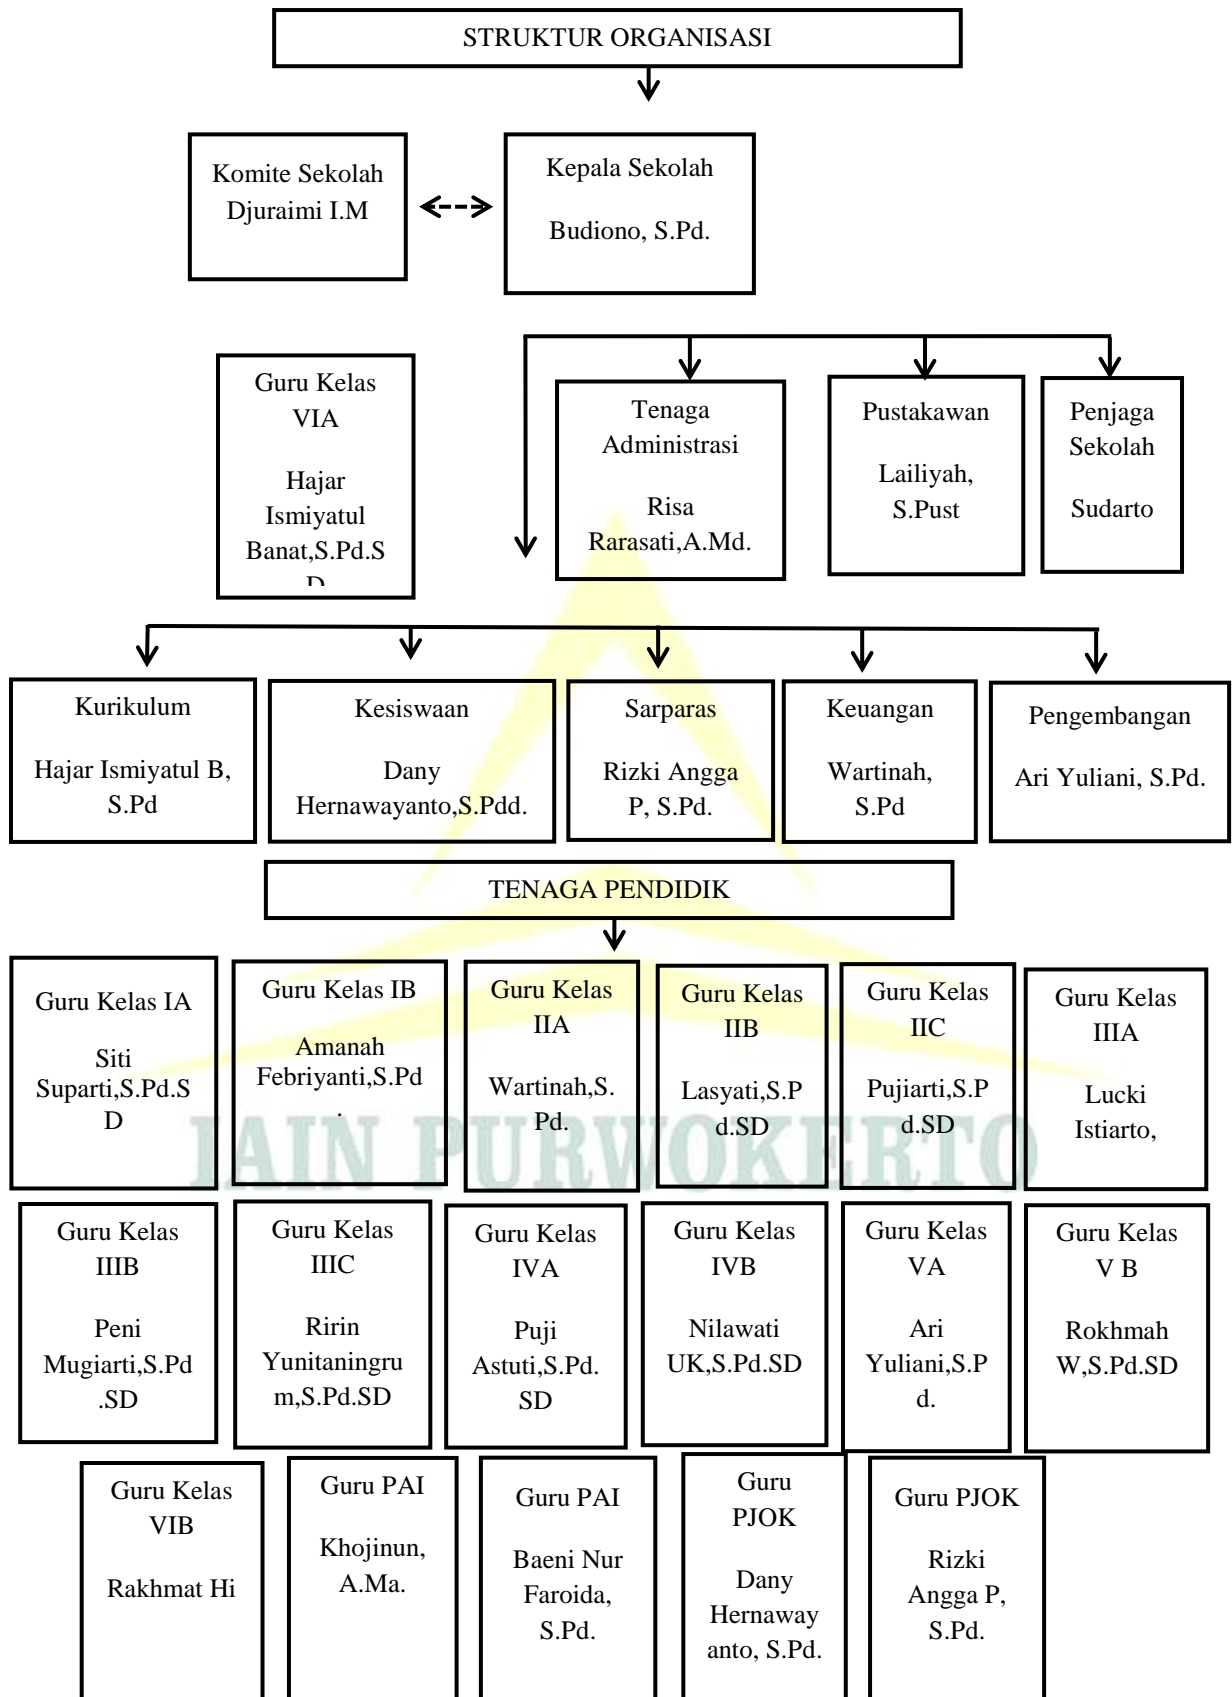 STRUKTUR ORGANISASI
Komite Sekolah
Djuraimi I.M
Kepala Sekolah
Budiono, S.Pd.
Guru Kelas
VIA
Hajar
Ismiyatul
Banat,S.Pd.S
D
Tenaga
Administrasi
Risa
Rarasati,A.Md.
Pustakawan
Lailiyah,
S.Pust
Penjaga
Sekolah
Sudarto
Kurikulum
Hajar Ismiyatul B,
S.Pd
Kesiswaan
Dany
Hernawayanto,S.Pdd.
Sarparas
Rizki Angga
P, S.Pd.
Keuangan
Wartinah,
S.Pd
Pengembangan
Ari Yuliani, S.Pd.
TENAGA PENDIDIK
Guru Kelas IA
Siti
Suparti,S.Pd.S
D
Guru Kelas IB
Amanah
Febriyanti,S.Pd
.
Guru Kelas
IIA
Wartinah,S.
Pd.
Guru Kelas
IIB
Lasyati,S.P
d.SD
Guru Kelas
IIC
Pujiarti,S.P
d.SD
Guru Kelas
IIIA
Lucki
Istiarto,
IAIN PURWOKERTO
Guru Kelas
IIIB
Peni
Mugiarti,S.Pd
.SD
Guru Kelas
IIIC
Ririn
Yunitaningru
m,S.Pd.SD
Guru Kelas
IVA
Puji
Astuti,S.Pd.
SD
Guru Kelas
IVB
Nilawati
UK,S.Pd.SD
Guru Kelas
VA
Ari
Yuliani,S.P
d.
Guru Kelas
V B
Rokhmah
W,S.Pd.SD
Guru Kelas
VIB
Rakhmat Hi
Guru PAI
Khojinun,
A.Ma.
Guru PAI
Baeni Nur
Faroida,
S.Pd.
Guru
PJOK
Dany
Hernaway
anto, S.Pd.
Guru PJOK
Rizki
Angga P,
S.Pd.